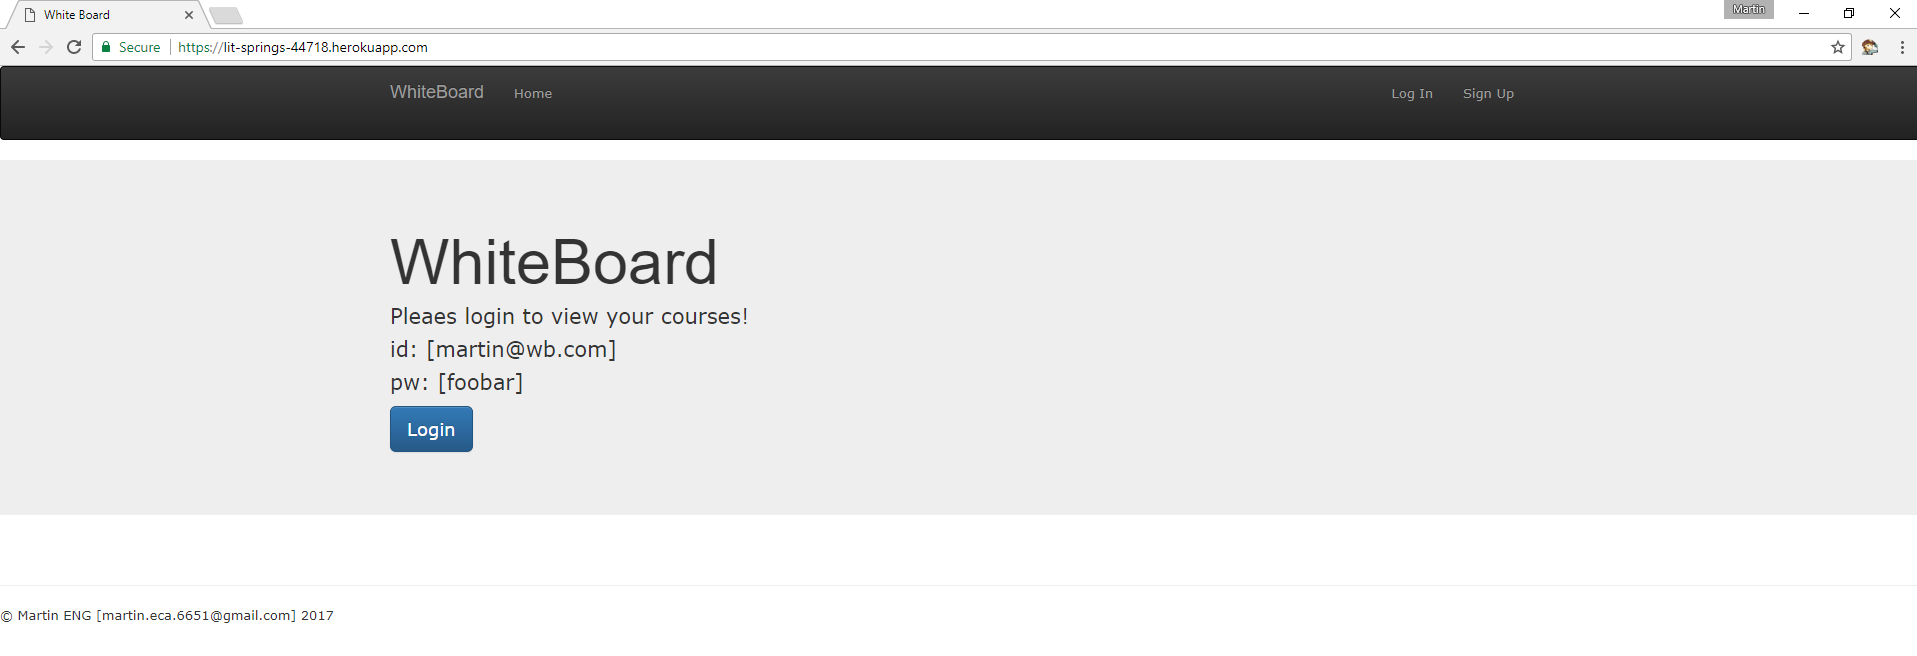 White Board
Martin
Secure
https://lit-springs-44718.herokuapp.com
WhiteBoard Home Log In Sign Up
WhiteBoard
Pleaes login to view your courses!
id: [martin@wb.com]
pw: [foobar]
Login
© Martin ENG [martin.eca.6651@gmail.com] 2017